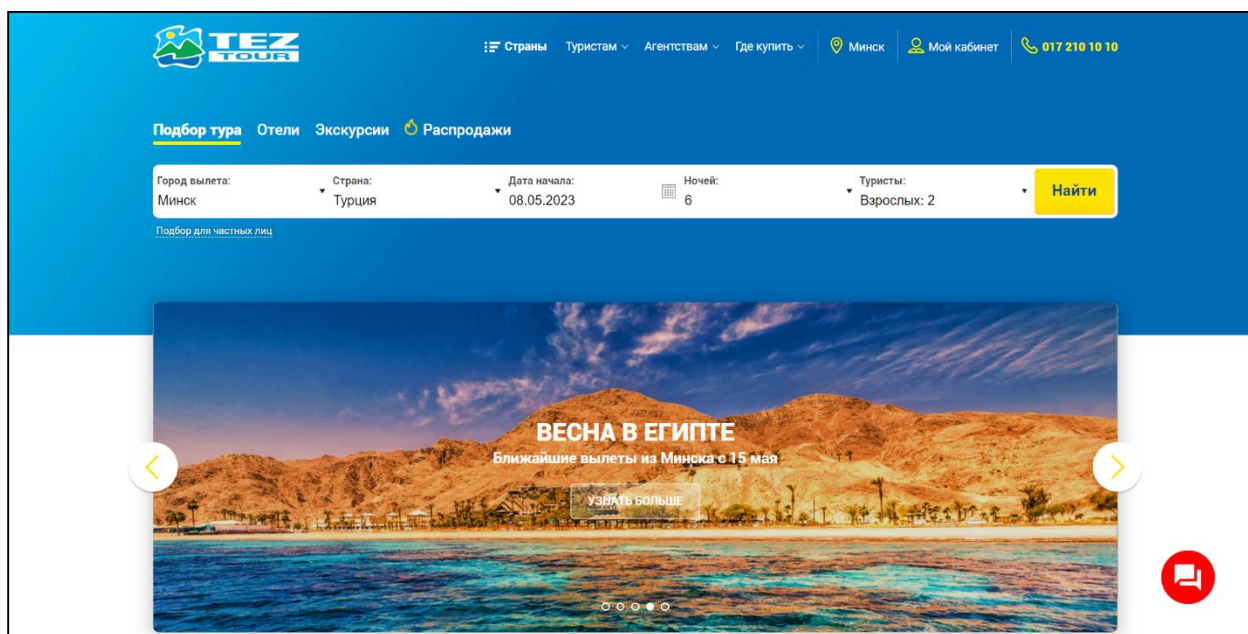 TEZ
TOUR
Страны Туристам Агентствам Где купить Минск Мой кабинет 017 210 10 10
Подбор тура Отели Экскурсии Распродажи
Город вылета: Страна: Дата начала: Ночей: Туристы:
Минск Турция 08.05.2023 6 Взрослых: 2 Найти
Подбор для частных лиц
ВЕСНА В ЕГИПТЕ
Ближайшие вылеты из Минска с 15 мая
УЗНАТЬ БОЛЬШЕ